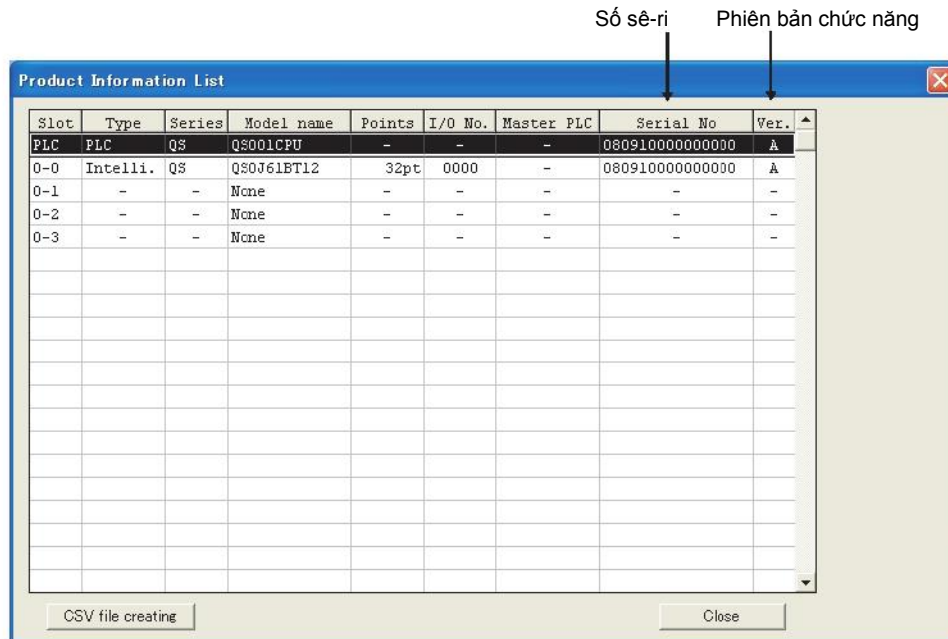 Số sê-ri Phiên bản chức năng
Product Information List
Slot Type Series Model name Points I/O No. Master PLC Serial No Ver.
PLC PLC QS QS001CPU - - - 080910000000000 A
0-0 Intelli. QS QS0J61BT12 32pt 0000 - 080910000000000 A
0-1 - - None - - - - -
0-2 - - None - - - - -
0-3 - - None - - - - -
CSV file creating Close